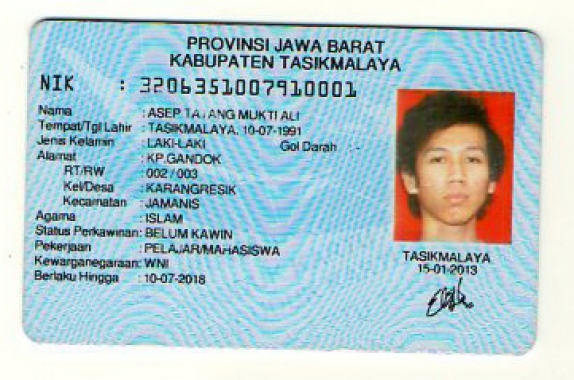 PROVINSI JAWA BARAT
KABUPATEN TASIKMALAYA
NIK : 3206351007910001
Nama : ASEP MUKTI ALI
Tempat/Tgl Lahir : TASIKMALAYA, 10-07-1991
Jenis Kelamin : LAKI-LAKI Gol Darah : -
Alamat : KP.GANDOK
RT/RW : 002 / 003
Kel/Desa : KARANGRESIK
Kecamatan : JAMANIS
Agama : ISLAM
Status Perkawinan: BELUM KAWIN
Pekerjaan : PELAJAR/MAHASISWA
Kewarganegaraan: WNI
Berlaku Hingga : 10-07-2018
TASIKMALAYA
15-01-2013